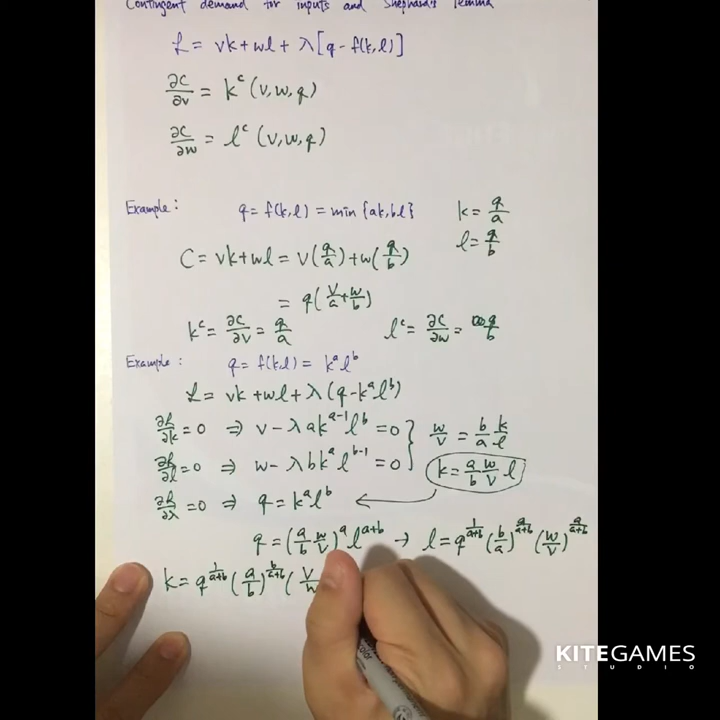 Contingent demand for inputs and Shephard's lemma
ℒ = vk + wl + λ[q - f(k,l)]
∂C/∂v = k^c (v, w, q)
∂C/∂w = l^c (v, w, q)
Example: q = f(k,l) = min{ak, bl} k = q/a
l = q/b
C = vk + wl = v(q/a) + w(q/b)
= q(v/a + w/b)
k^c = ∂C/∂v = q/a l^c = ∂C/∂w = q/b
Example: q = f(k,l) = k^a l^b
ℒ = vk + wl + λ(q - k^a l^b)
∂ℒ/∂k = 0 ⇒ v - λak^(a-1) l^b = 0 } w/v = b/a k/l
∂ℒ/∂l = 0 ⇒ w - λbk^a l^(b-1) = 0 k = a/b w/v l
∂ℒ/∂λ = 0 ⇒ q = k^a l^b ←
q = (a/b w/v)^a l^(a+b) → l = q^(1/(a+b)) (b/a)^(a/(a+b)) (w/v)^(a/(a+b))
k = q^(1/(a+b)) (a/b)^(b/(a+b)) (v/w
KITEGAMES
STUDIO